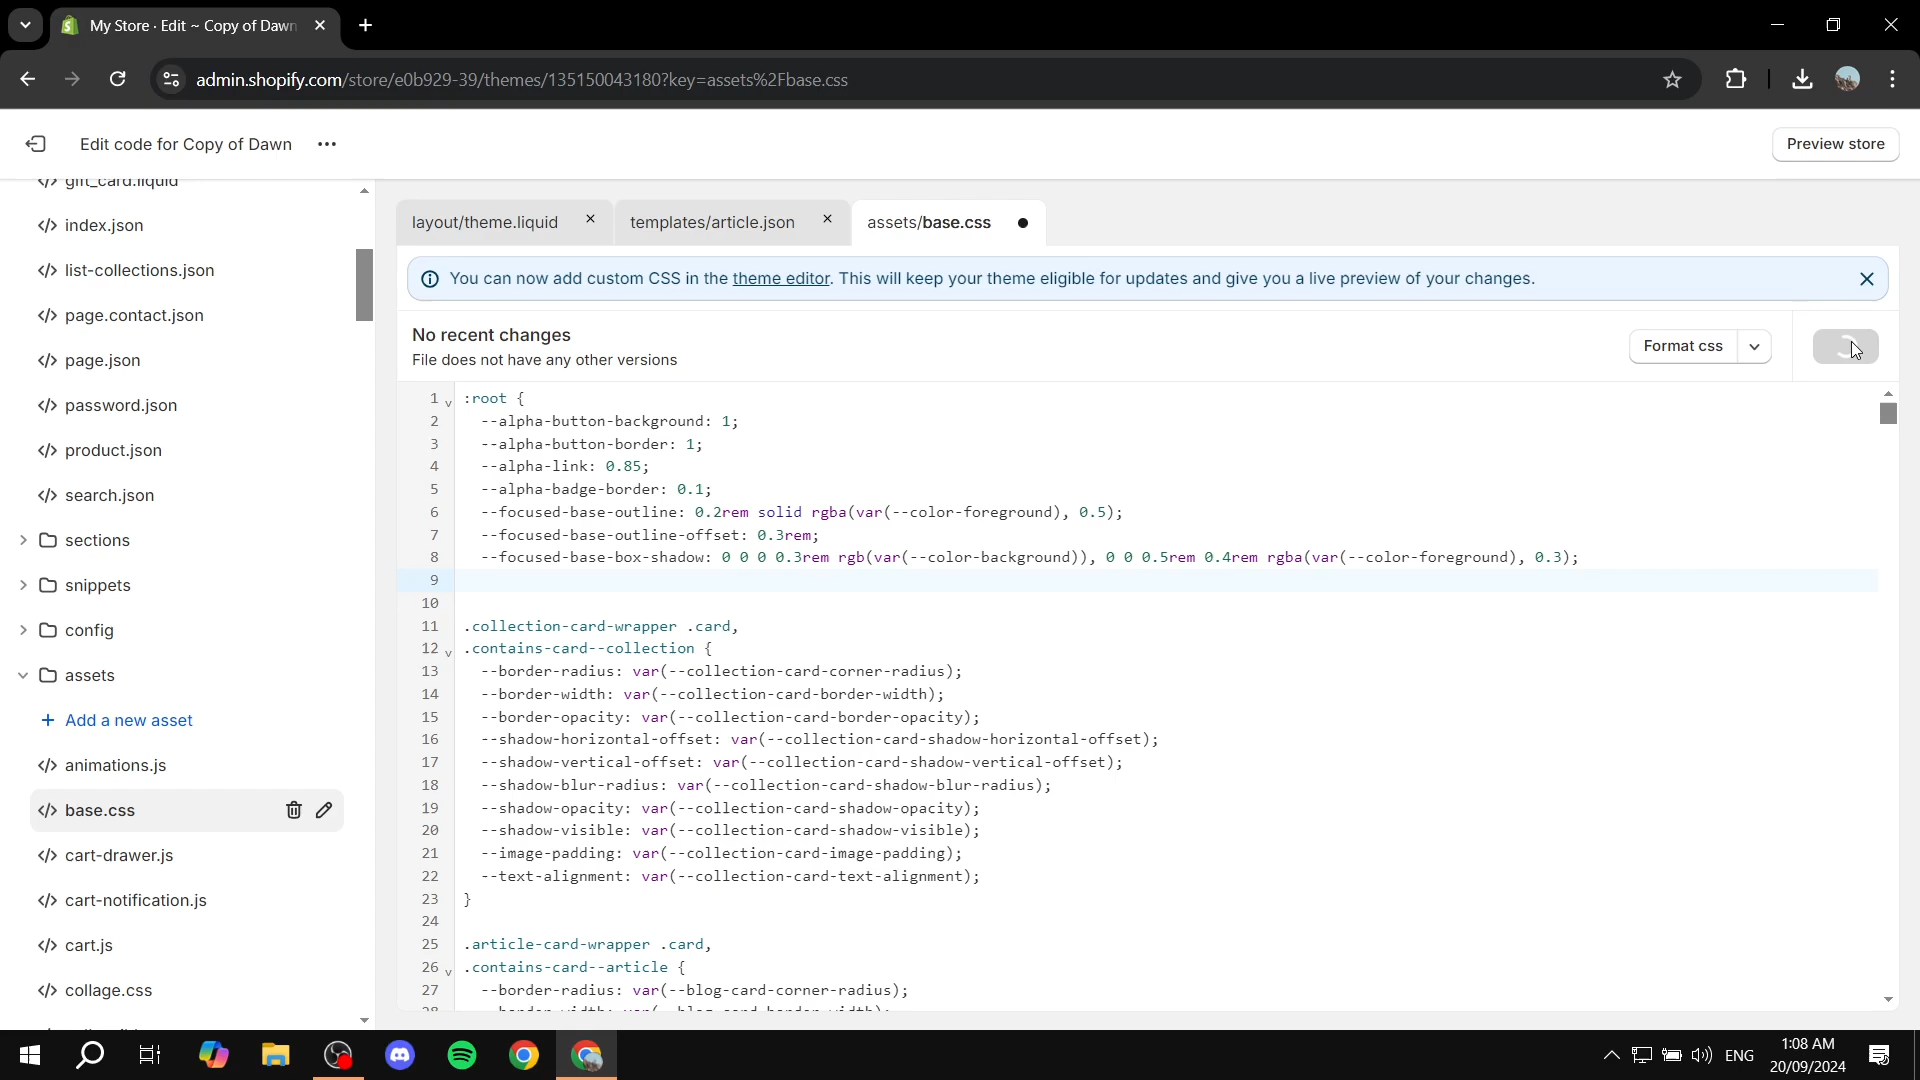 My Store · Edit ~ Copy of Dawn
admin.shopify.com/store/e0b929-39/themes/135150043180?key=assets%2Fbase.css
Edit code for Copy of Dawn
Preview store
gift_card.liquid
index.json
list-collections.json
page.contact.json
page.json
password.json
product.json
search.json
sections
snippets
config
assets
Add a new asset
animations.js
base.css
cart-drawer.js
cart-notification.js
cart.js
collage.css
layout/theme.liquid
templates/article.json
assets/base.css
You can now add custom CSS in the theme editor. This will keep your theme eligible for updates and give you a live preview of your changes.
No recent changes
File does not have any other versions
Format css
1 :root {
2 --alpha-button-background: 1;
3 --alpha-button-border: 1;
4 --alpha-link: 0.85;
5 --alpha-badge-border: 0.1;
6 --focused-base-outline: 0.2rem solid rgba(var(--color-foreground), 0.5);
7 --focused-base-outline-offset: 0.3rem;
8 --focused-base-box-shadow: 0 0 0 0.3rem rgb(var(--color-background)), 0 0 0.5rem 0.4rem rgba(var(--color-foreground), 0.3);
9
10
11 .collection-card-wrapper .card,
12 .contains-card--collection {
13 --border-radius: var(--collection-card-corner-radius);
14 --border-width: var(--collection-card-border-width);
15 --border-opacity: var(--collection-card-border-opacity);
16 --shadow-horizontal-offset: var(--collection-card-shadow-horizontal-offset);
17 --shadow-vertical-offset: var(--collection-card-shadow-vertical-offset);
18 --shadow-blur-radius: var(--collection-card-shadow-blur-radius);
19 --shadow-opacity: var(--collection-card-shadow-opacity);
20 --shadow-visible: var(--collection-card-shadow-visible);
21 --image-padding: var(--collection-card-image-padding);
22 --text-alignment: var(--collection-card-text-alignment);
23 }
24
25 .article-card-wrapper .card,
26 .contains-card--article {
27 --border-radius: var(--blog-card-corner-radius);
28 --border-width: var(--blog-card-border-width);
ENG
1:08 AM
20/09/2024